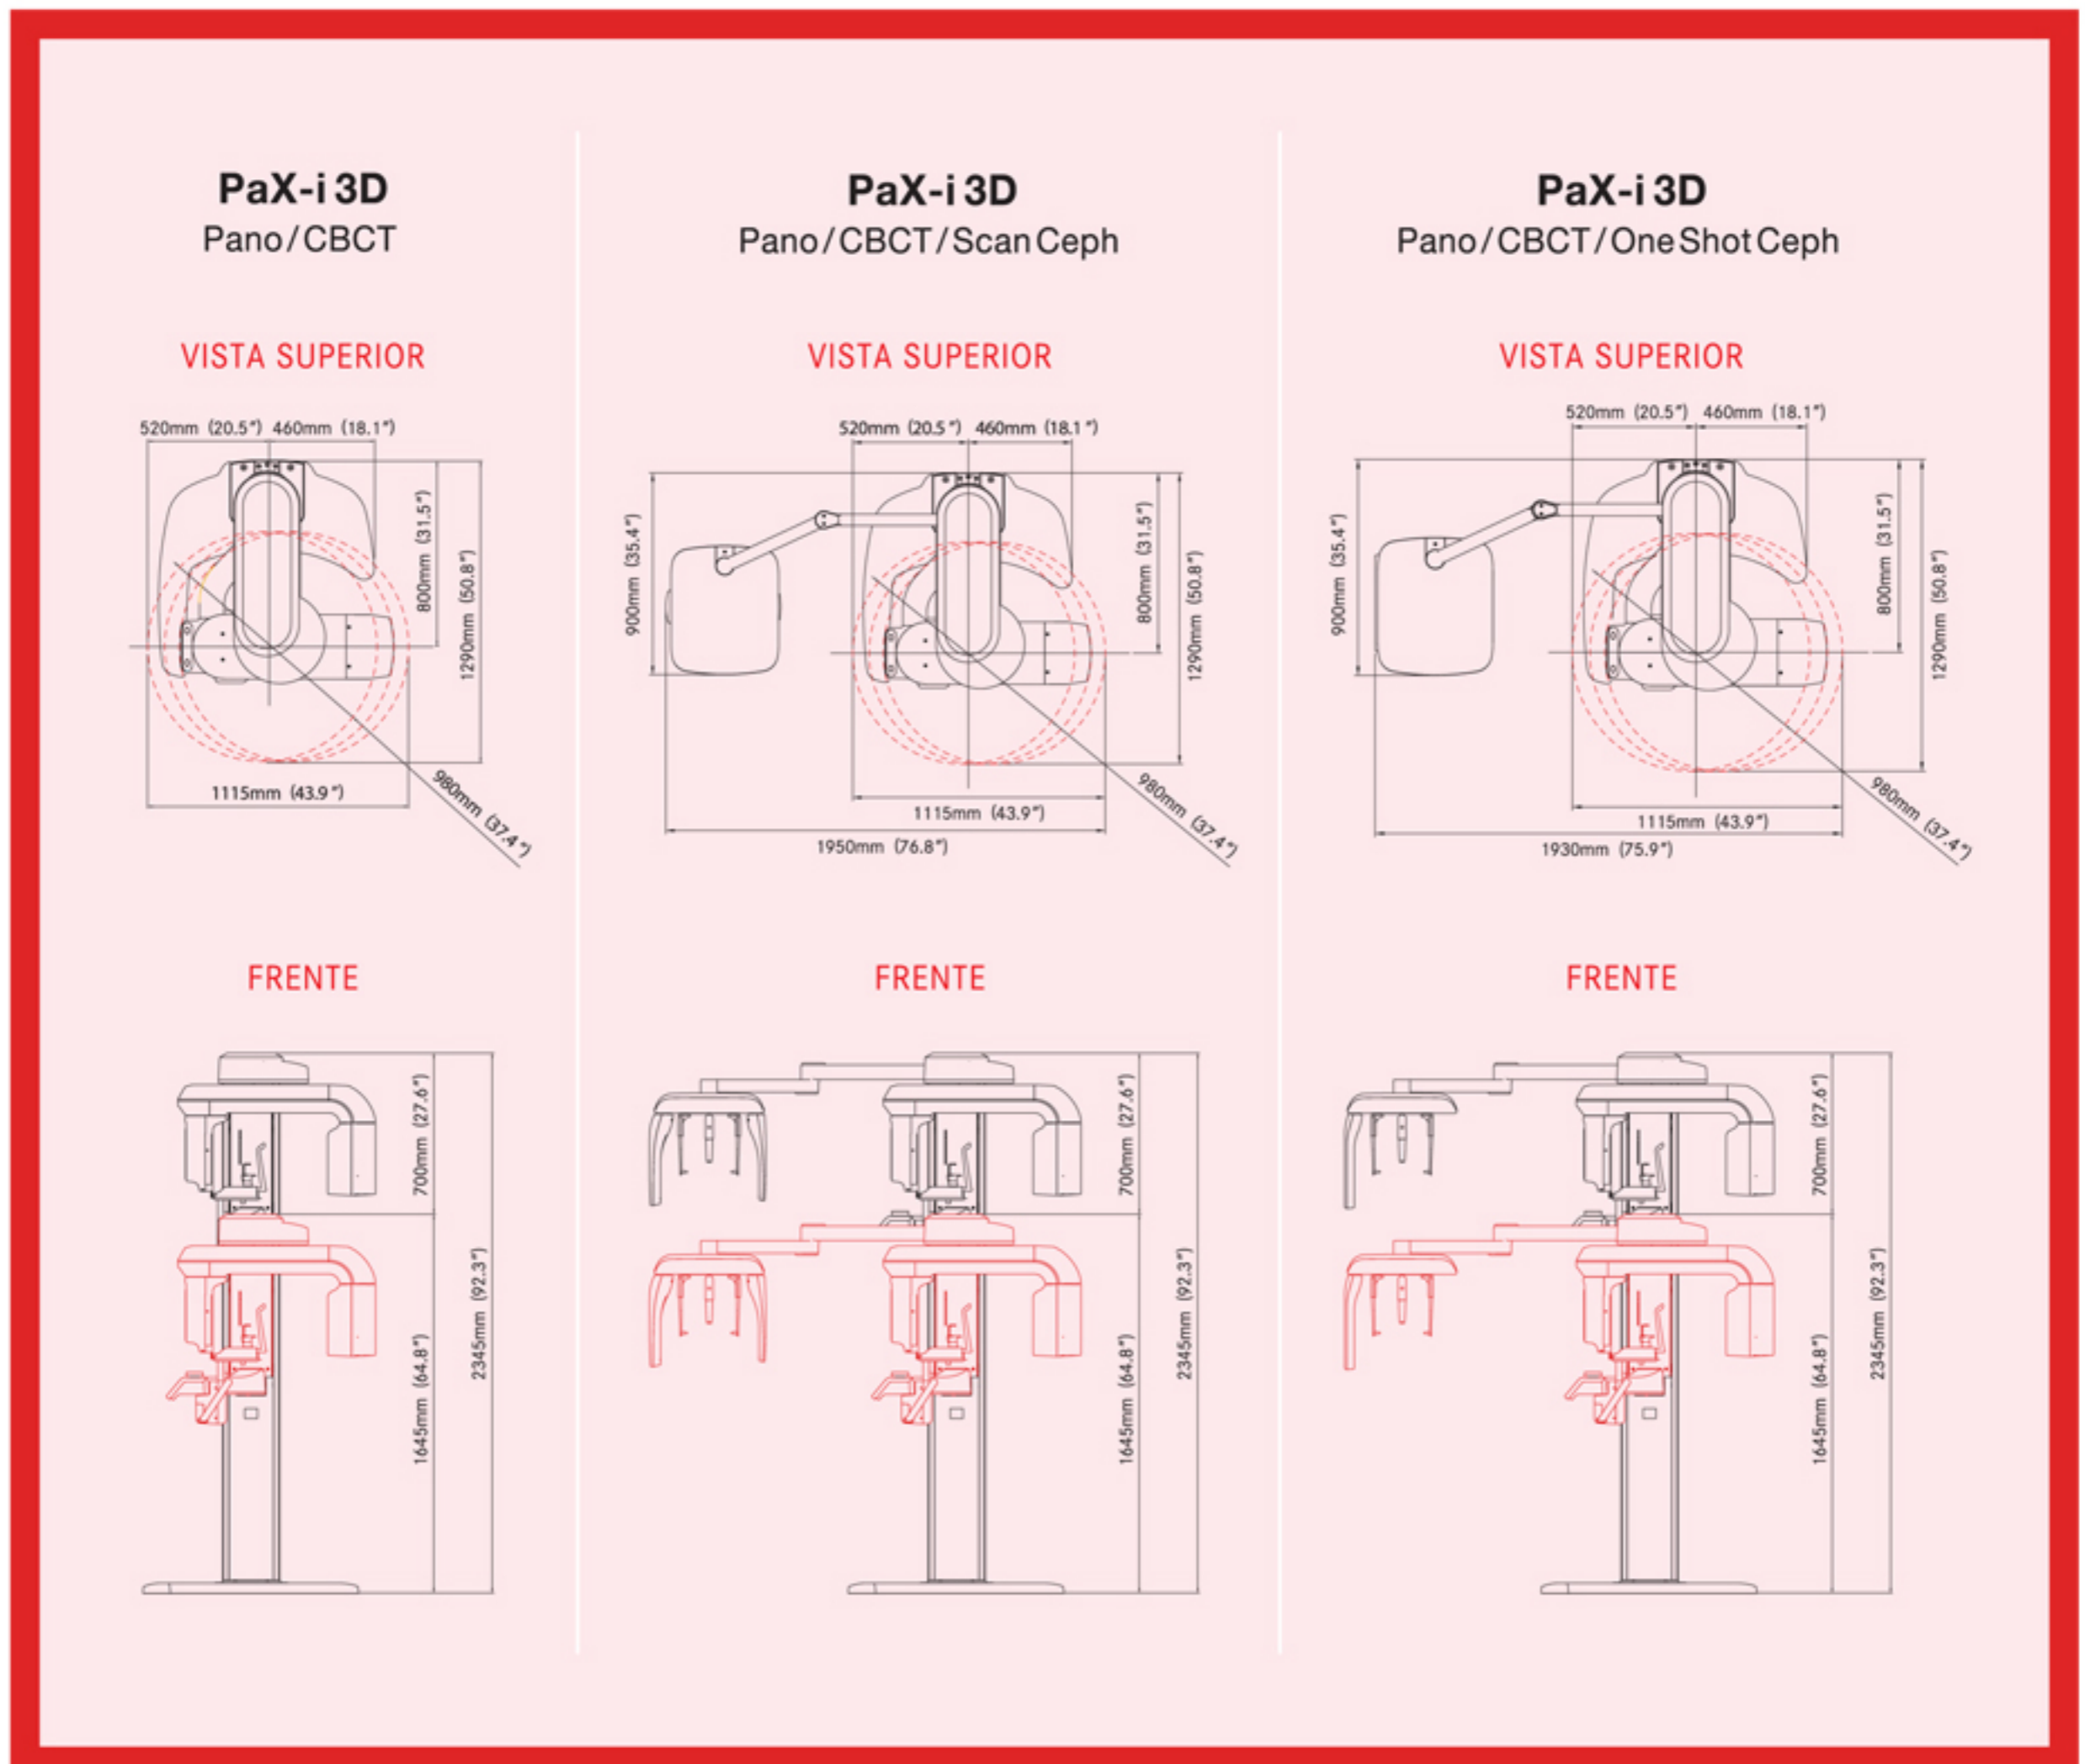 PaX-i 3D
Pano/CBCT
VISTA SUPERIOR
520mm (20.5") 460mm (18.1")
800mm (31.5")
1290mm (50.8")
980mm (37.4")
1115mm (43.9")
FRENTE
700mm (27.6")
1645mm (64.8")
2345mm (92.3")
PaX-i 3D
Pano/CBCT/Scan Ceph
VISTA SUPERIOR
520mm (20.5") 460mm (18.1")
900mm (35.4")
800mm (31.5")
1290mm (50.8")
980mm (37.4")
1115mm (43.9")
1950mm (76.8")
FRENTE
700mm (27.6")
1645mm (64.8")
2345mm (92.3")
PaX-i 3D
Pano/CBCT/One Shot Ceph
VISTA SUPERIOR
520mm (20.5") 460mm (18.1")
900mm (35.4")
800mm (31.5")
1290mm (50.8")
980mm (37.4")
1115mm (43.9")
1930mm (75.9")
FRENTE
700mm (27.6")
1645mm (64.8")
2345mm (92.3")